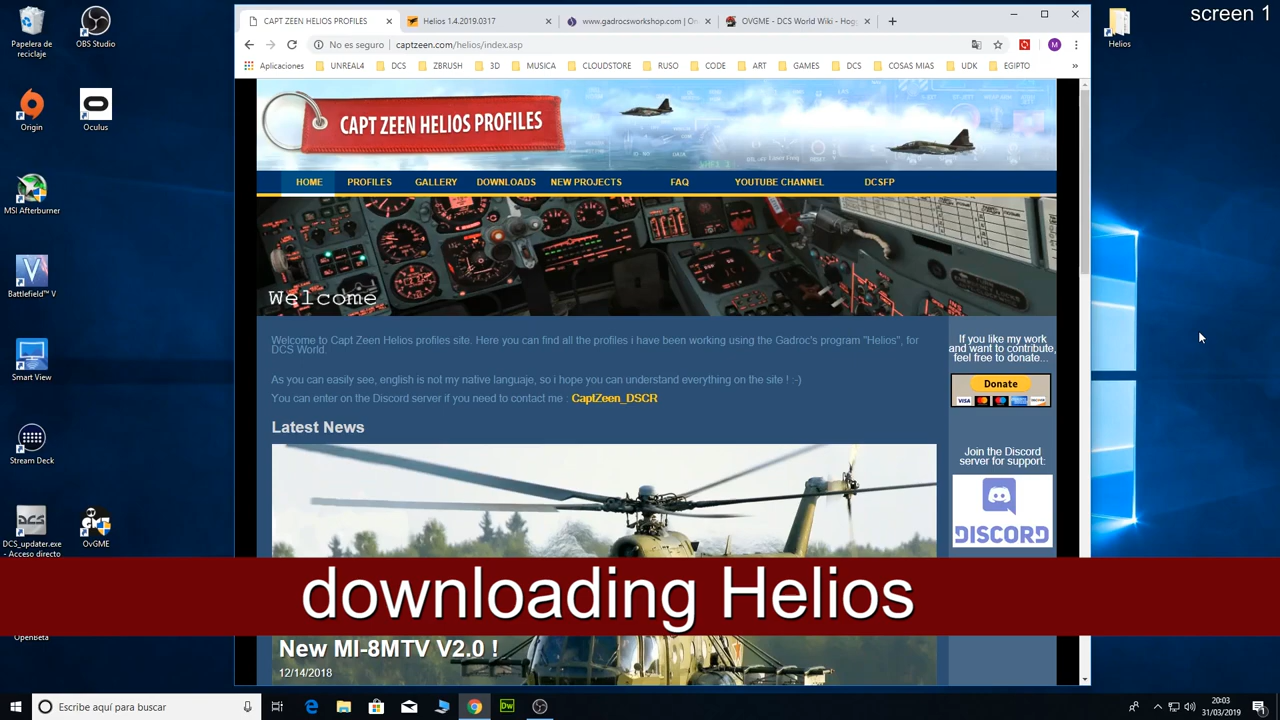 screen 1
Papelera de
reciclaje
OBS Studio
Origin
Oculus
MSI Afterburner
Battlefield™ V
Smart View
Stream Deck
DCS_updater.exe
- Acceso directo
OvGME
Openbeta
Helios
CAPT ZEEN HELIOS PROFILES
Helios 1.4.2019.0317
www.gadrocsworkshop.com | On
OVGME - DCS World Wiki - Hogg
No es seguro
captzeen.com/helios/index.asp
M
Aplicaciones
UNREAL4
DCS
ZBRUSH
3D
MUSICA
CLOUDSTORE
RUSO
CODE
ART
GAMES
DCS
COSAS MIAS
UDK
EGIPTO
»
CAPT ZEEN HELIOS PROFILES
HOME
PROFILES
GALLERY
DOWNLOADS
NEW PROJECTS
FAQ
YOUTUBE CHANNEL
DCSFP
Welcome
Welcome to Capt Zeen Helios profiles site. Here you can find all the profiles i have been working using the Gadroc's program "Helios", for
DCS World.
As you can easily see, english is not my native languaje, so i hope you can understand everything on the site ! :-)
You can enter on the Discord server if you need to contact me : CaptZeen_DSCR
Latest News
If you like my work
and want to contribute,
feel free to donate...
Donate
VISA
Join the Discord
server for support:
DISCORD
downloading Helios
New MI-8MTV V2.0 !
12/14/2018
Escribe aquí para buscar
Dw
20:03
31/03/2019
1